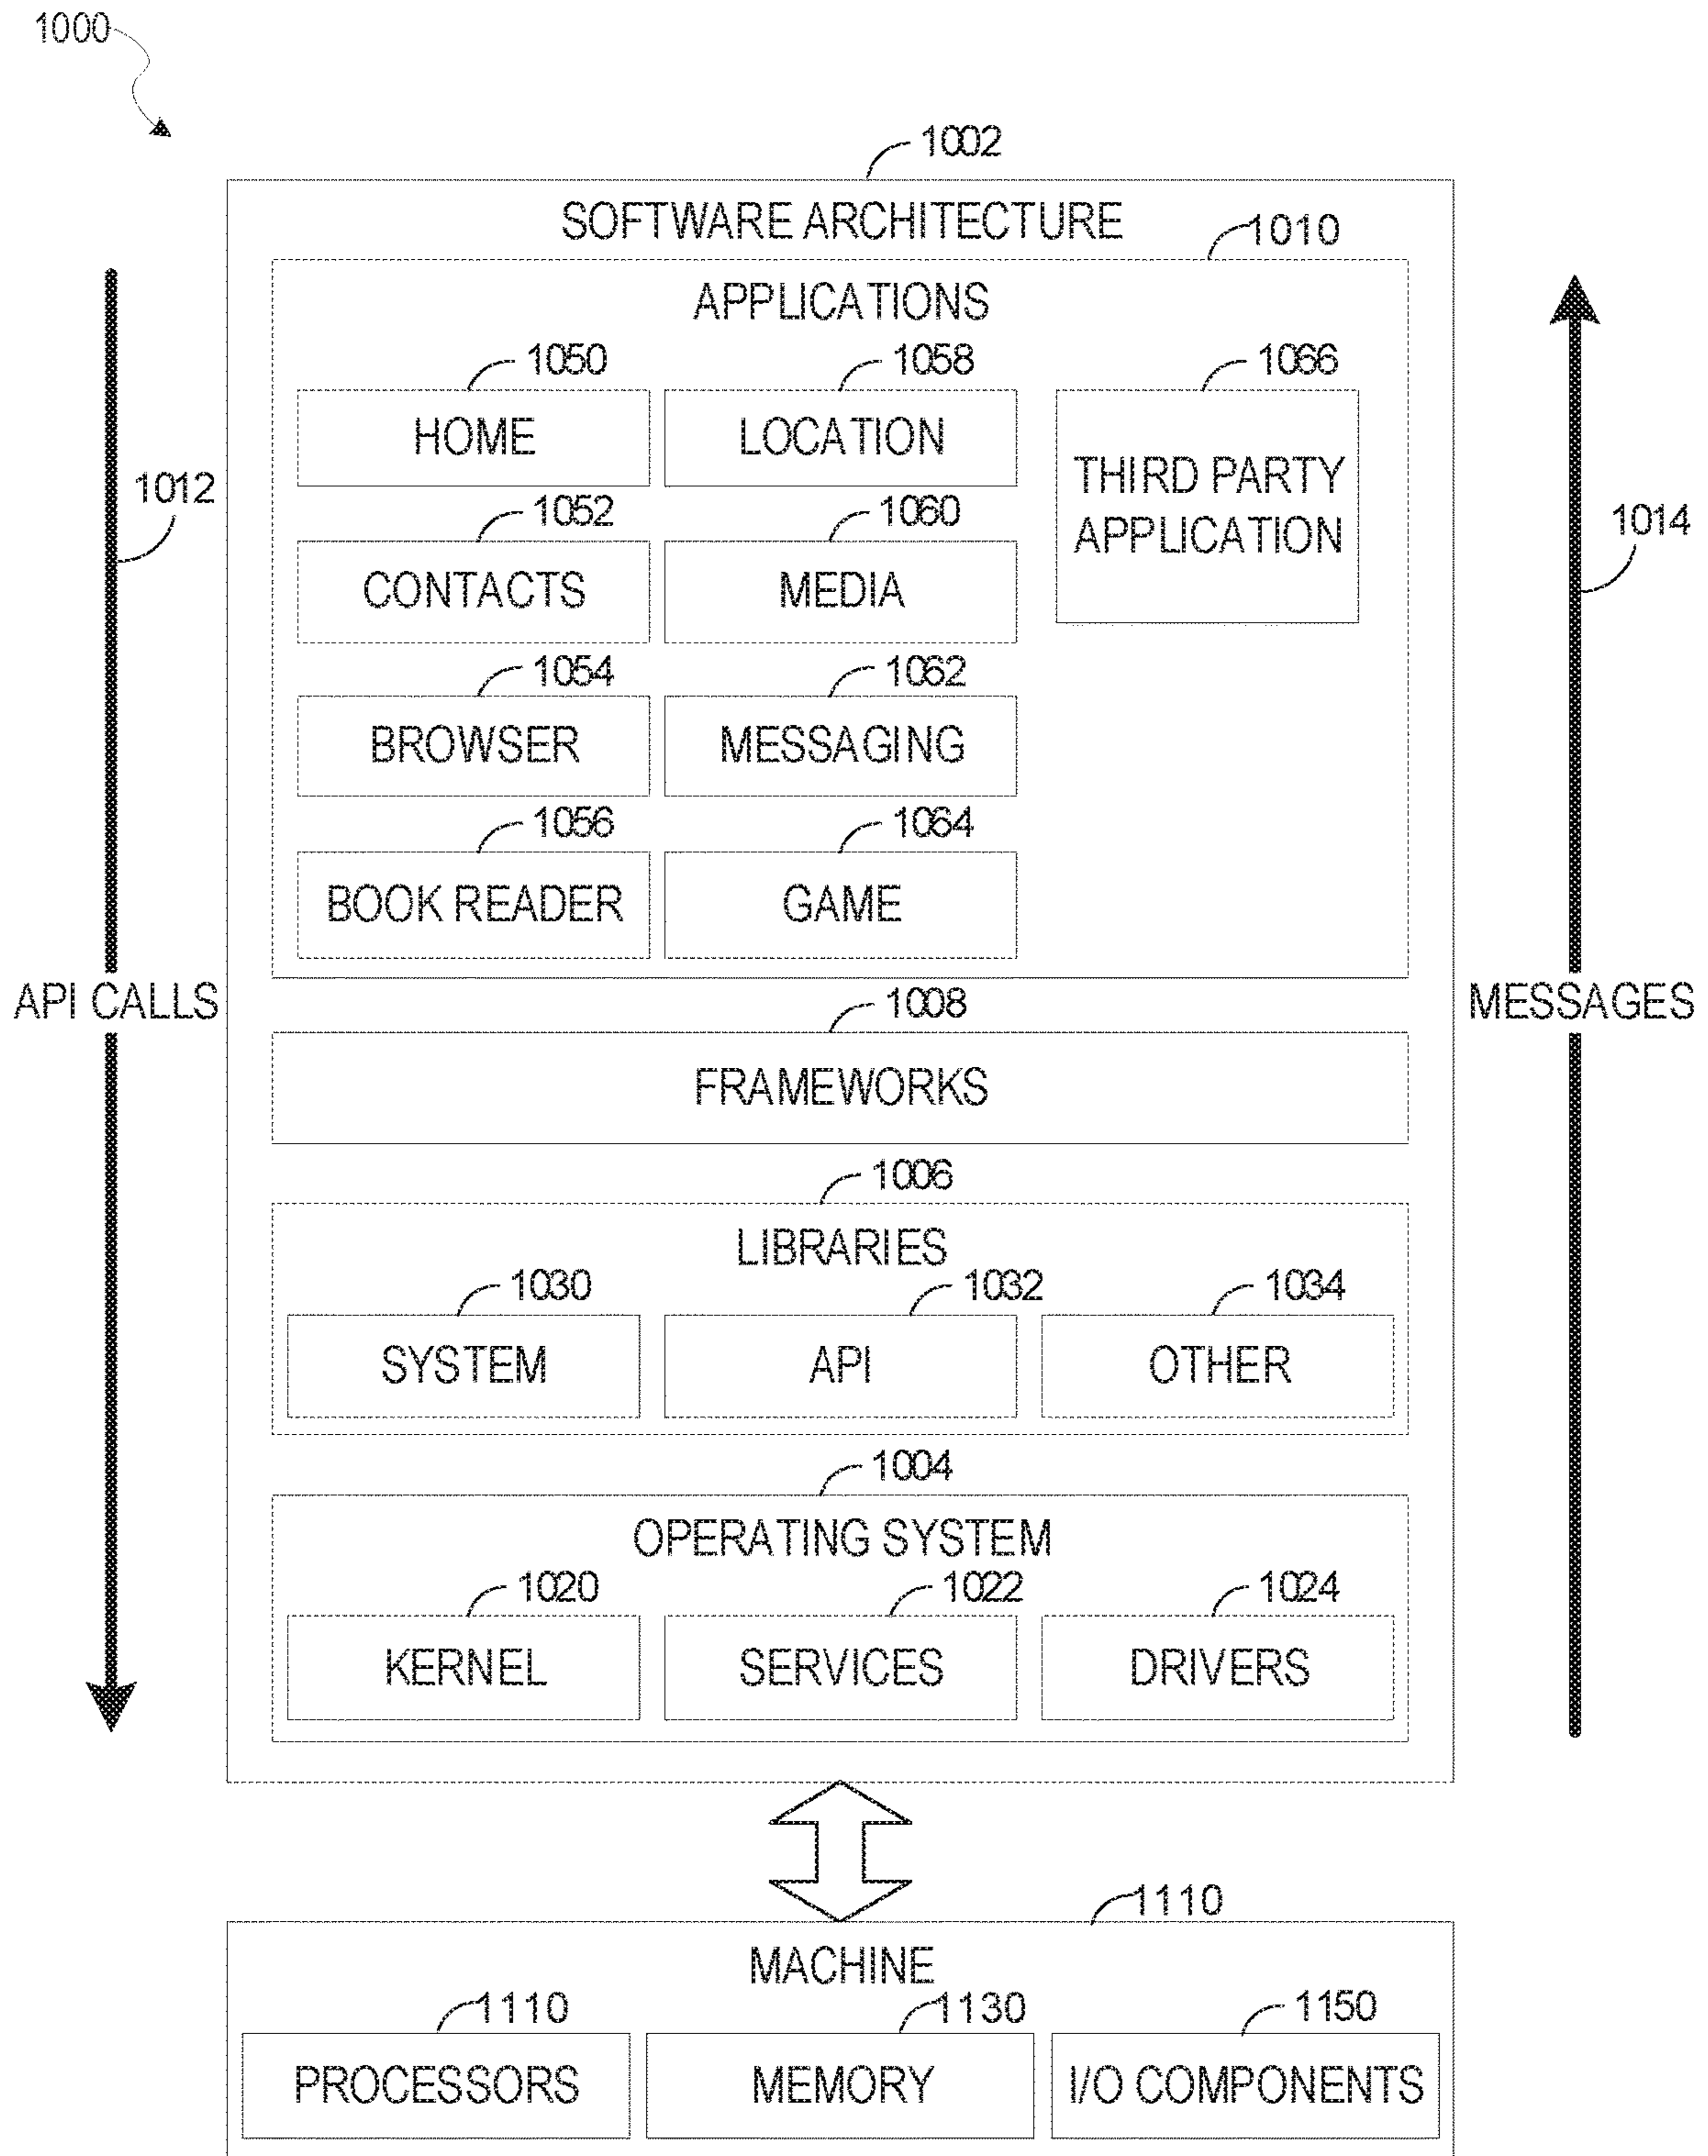 1000
1002
SOFTWARE ARCHITECTURE
1010
APPLICATIONS
1050
1058
1066
HOME
LOCATION
THIRD PARTY
APPLICATION
1012
1052
1060
1014
CONTACTS
MEDIA
1054
1062
BROWSER
MESSAGING
1056
1064
BOOK READER
GAME
API CALLS
MESSAGES
1008
FRAMEWORKS
1006
LIBRARIES
1030
1032
1034
SYSTEM
API
OTHER
1004
OPERATING SYSTEM
1020
1022
1024
KERNEL
SERVICES
DRIVERS
1110
MACHINE
1110
1130
1150
PROCESSORS
MEMORY
I/O COMPONENTS